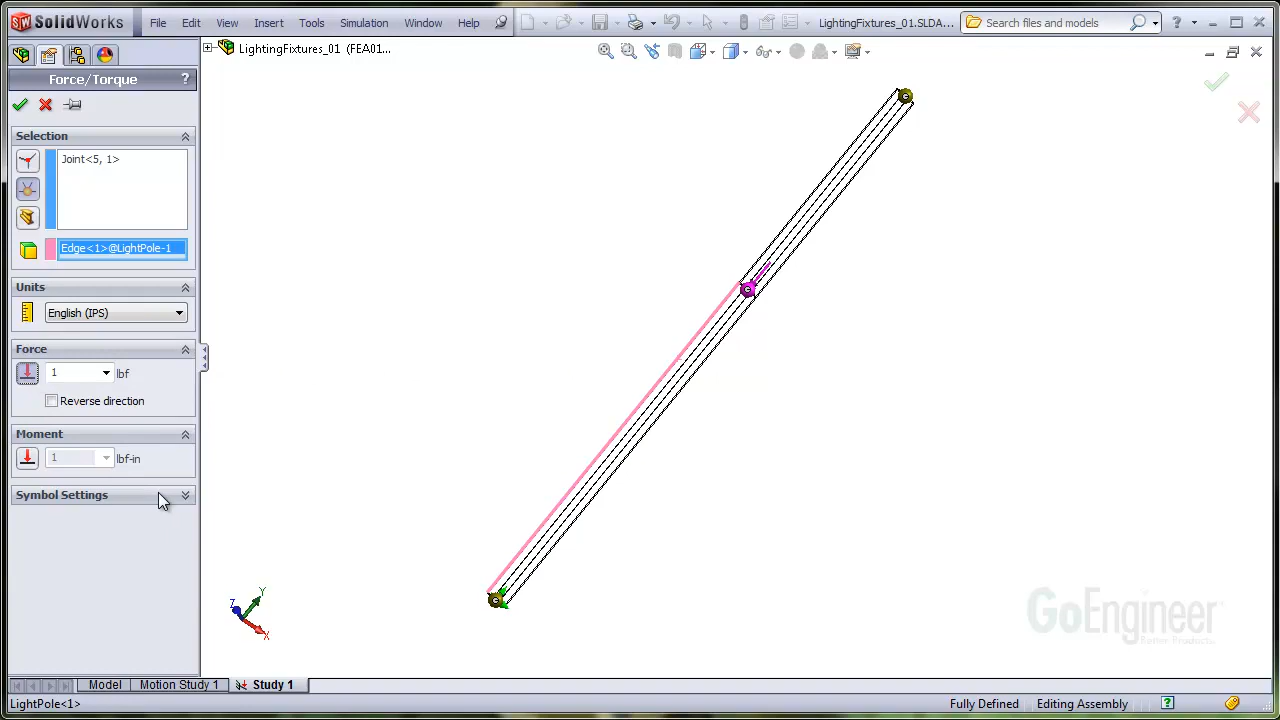 SolidWorks File Edit View Insert Tools Simulation Window Help LightingFixtures_01.SLDA... Search files and models ?
LightingFixtures_01 (FEA01...
Force/Torque ?
Selection
Joint<5, 1>
Edge<1>@LightPole-1
Units
English (IPS)
Force
1 lbf
Reverse direction
Moment
1 lbf-in
Symbol Settings
Z Y X
GoEngineer
Better Products.
Model Motion Study 1 Study 1
LightPole<1> Fully Defined Editing Assembly ?